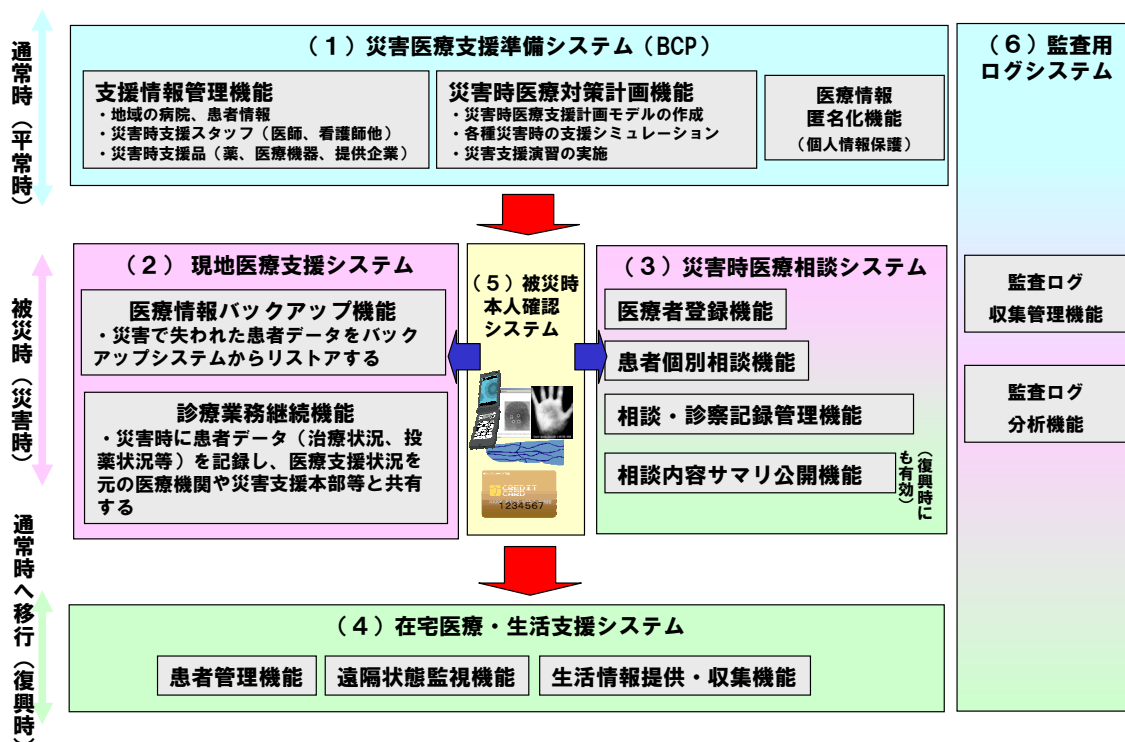 通常時（平常時）
（１）災害医療支援準備システム（BCP）
支援情報管理機能
・地域の病院、患者情報
・災害時支援スタッフ（医師、看護師他）
・災害時支援品（薬、医療機器、提供企業）
災害時医療対策計画機能
・災害時医療支援計画モデルの作成
・各種災害時の支援シミュレーション
・災害支援演習の実施
医療情報
匿名化機能
（個人情報保護）
（６）監査用
ログシステム
監査ログ
収集管理機能
監査ログ
分析機能
被災時（災害時）
（２） 現地医療支援システム
医療情報バックアップ機能
・災害で失われた患者データをバック
アップシステムからリストアする
診療業務継続機能
・災害時に患者データ（治療状況、投
薬状況等）を記録し、医療支援状況を
元の医療機関や災害支援本部等と共有
する
（５）被災時
本人確認
システム
CREDIT
CARD
1234567
（３）災害時医療相談システム
医療者登録機能
患者個別相談機能
相談・診察記録管理機能
相談内容サマリ公開機能
（復興時に
も有効）
通常時へ移行（復興時）
（４）在宅医療・生活支援システム
患者管理機能
遠隔状態監視機能
生活情報提供・収集機能